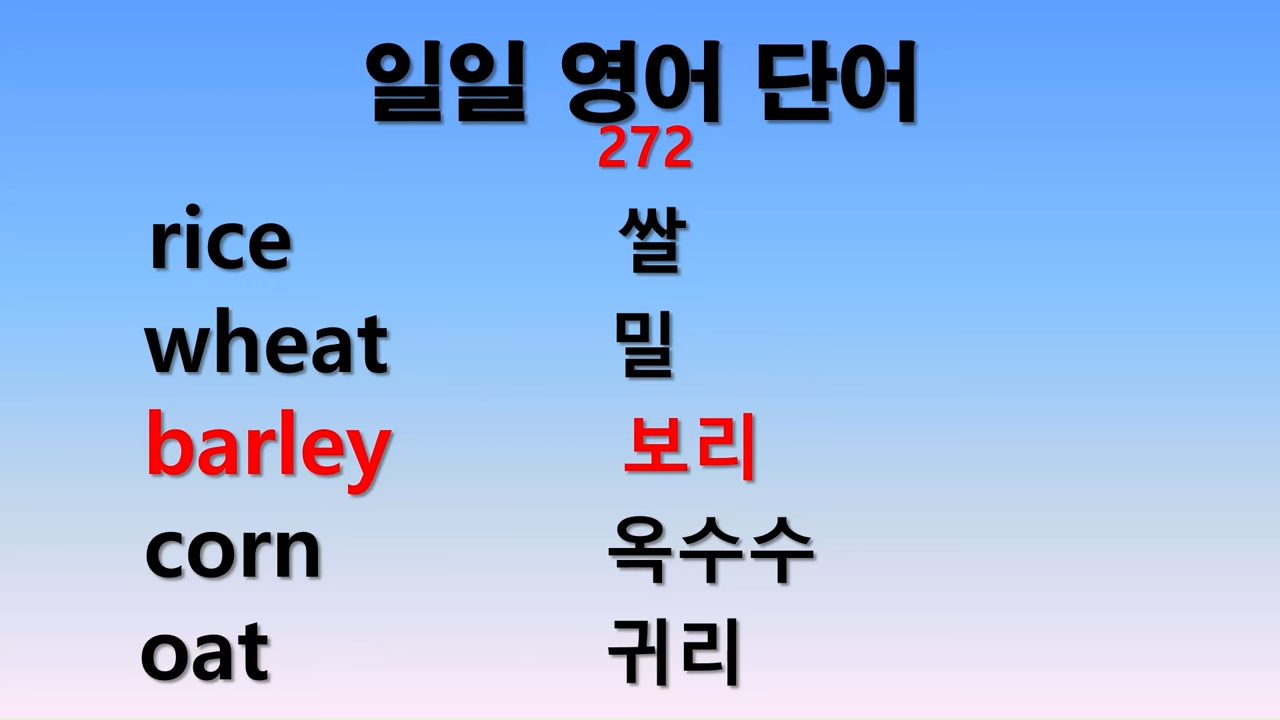 일일 영어 단어
272
rice 쌀
wheat 밀
barley 보리
corn 옥수수
oat 귀리